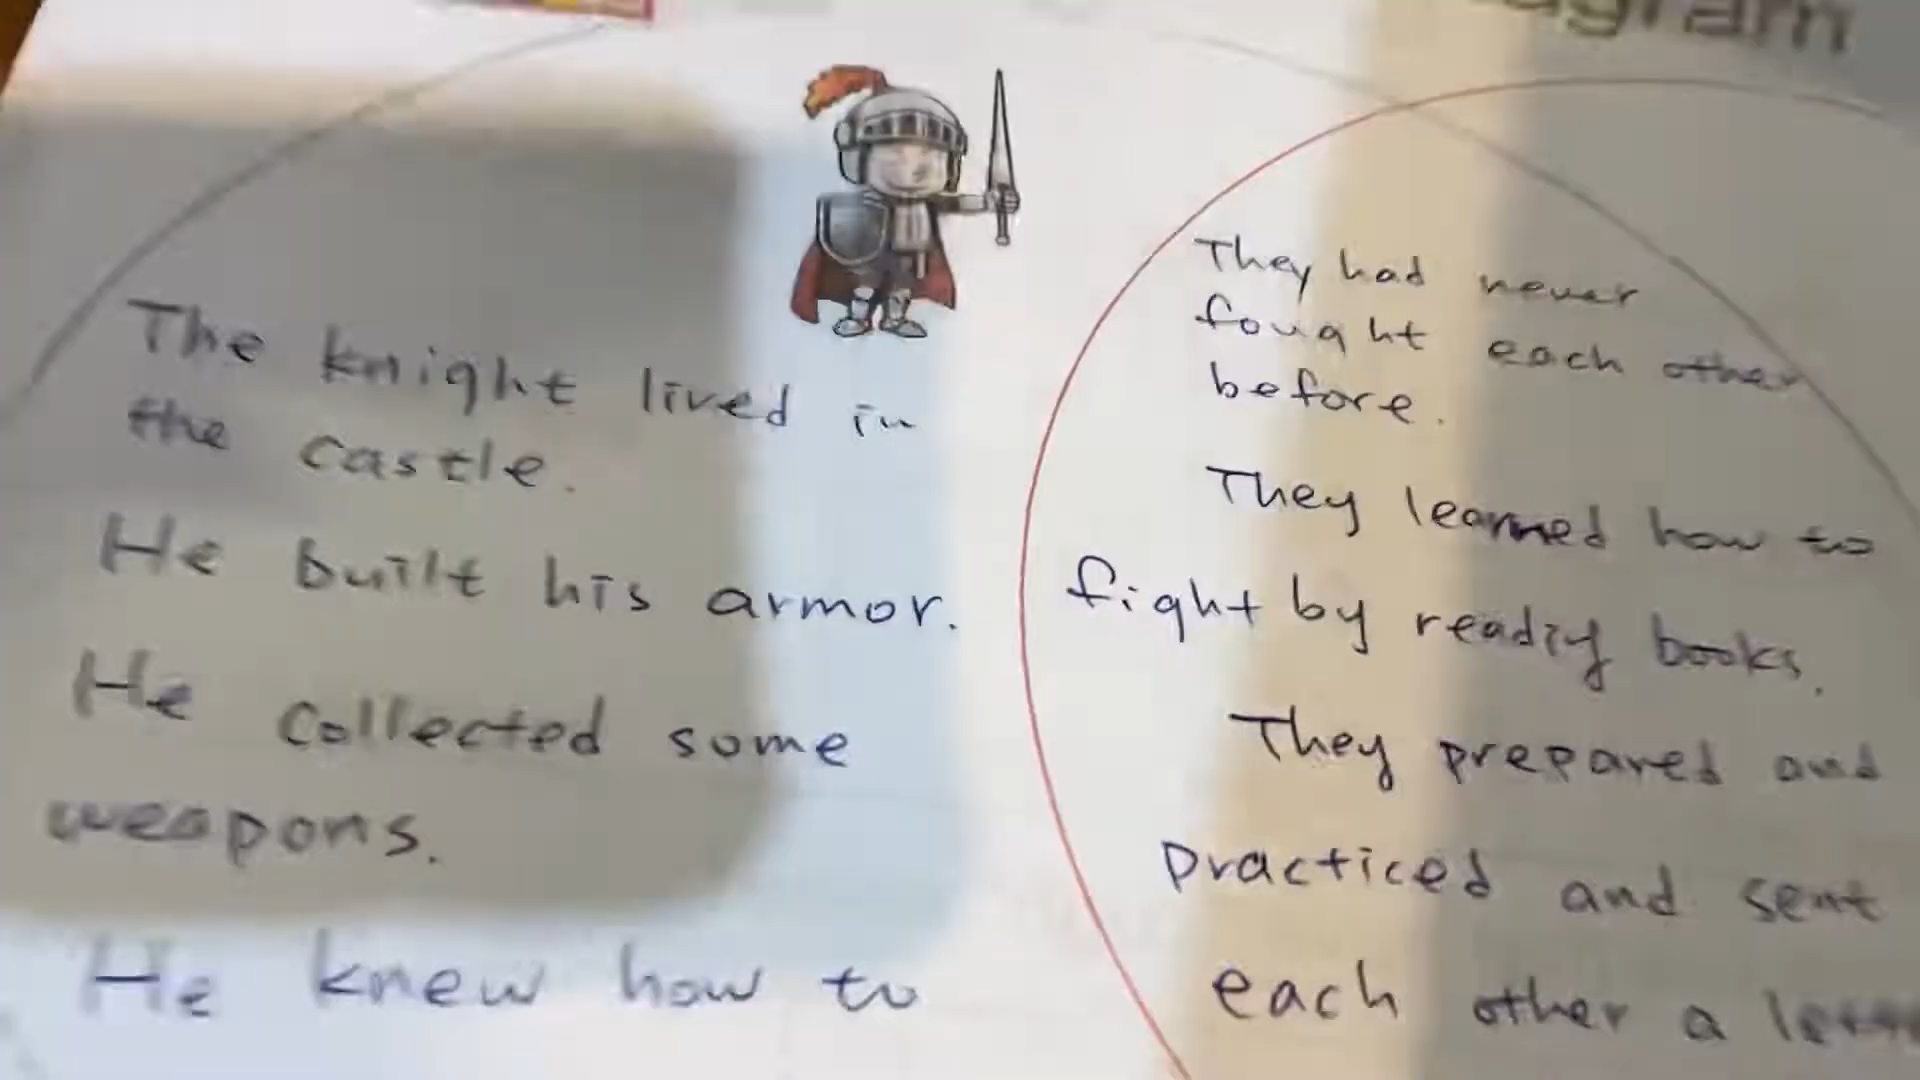 The knight lived in
the castle.
He built his armor.
He collected some
weapons.
He knew how to
They had never
fought each other
before.
They learned how to
fight by readig books.
They prepared and
practiced and sent
each other a